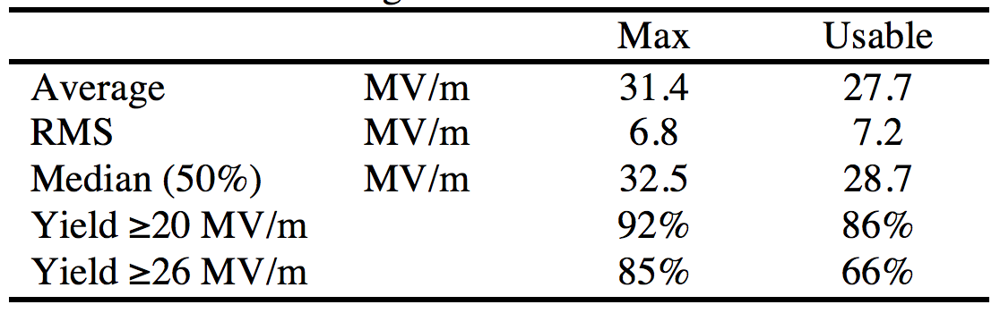 Max Usable
Average MV/m 31.4 27.7
RMS MV/m 6.8 7.2
Median (50%) MV/m 32.5 28.7
Yield ≥20 MV/m 92% 86%
Yield ≥26 MV/m 85% 66%